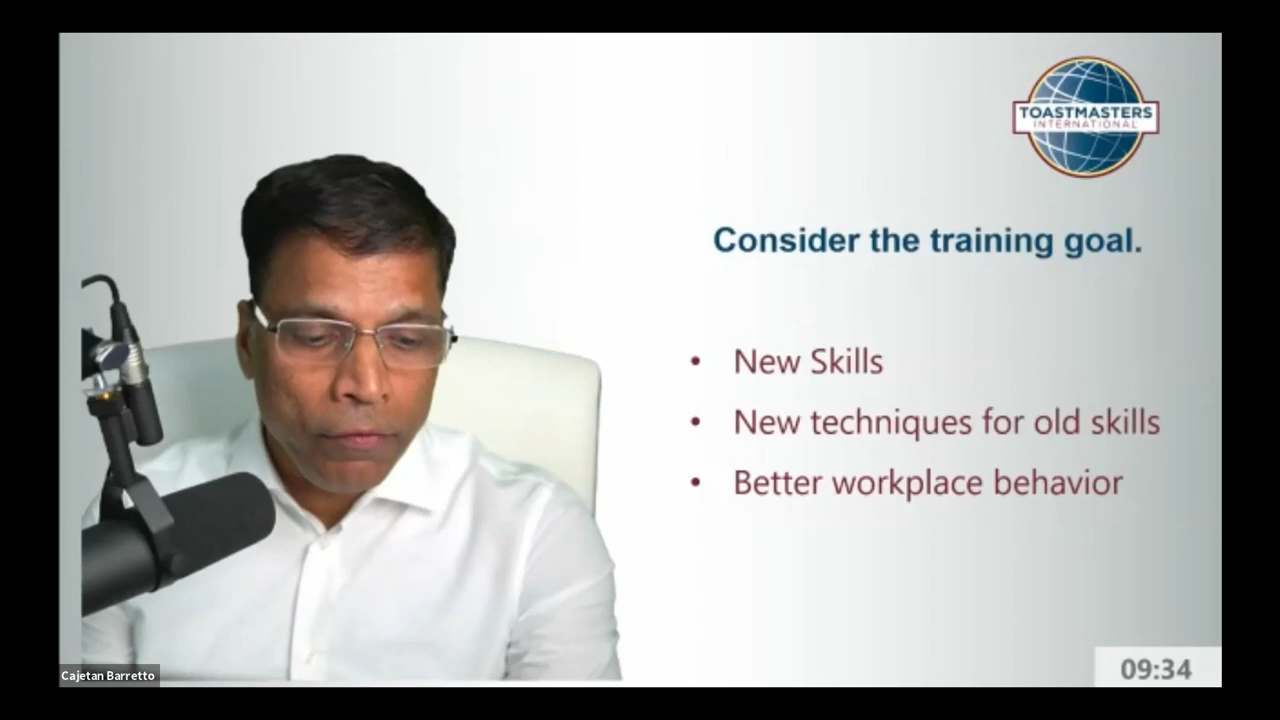 TOASTMASTERS
INTERNATIONAL
Consider the training goal.
• New Skills
• New techniques for old skills
• Better workplace behavior
Cajetan Barretto
09:34